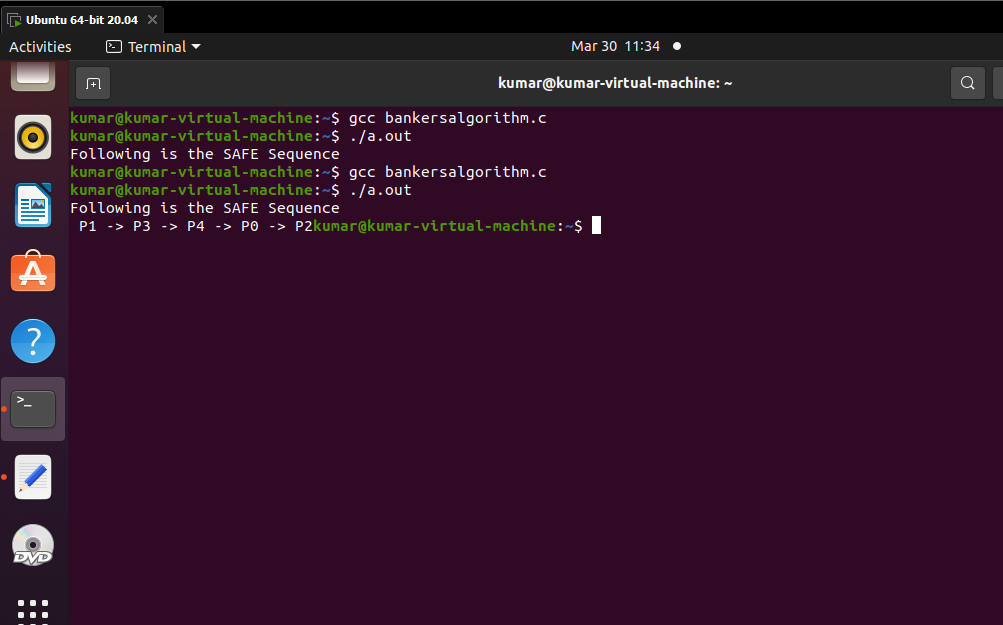 Ubuntu 64-bit 20.04
Activities Terminal Mar 30 11:34
kumar@kumar-virtual-machine: ~
kumar@kumar-virtual-machine:~$ gcc bankersalgorithm.c
kumar@kumar-virtual-machine:~$ ./a.out
Following is the SAFE Sequence
kumar@kumar-virtual-machine:~$ gcc bankersalgorithm.c
kumar@kumar-virtual-machine:~$ ./a.out
Following is the SAFE Sequence
P1 -> P3 -> P4 -> P0 -> P2kumar@kumar-virtual-machine:~$
A
?
>_
DVD